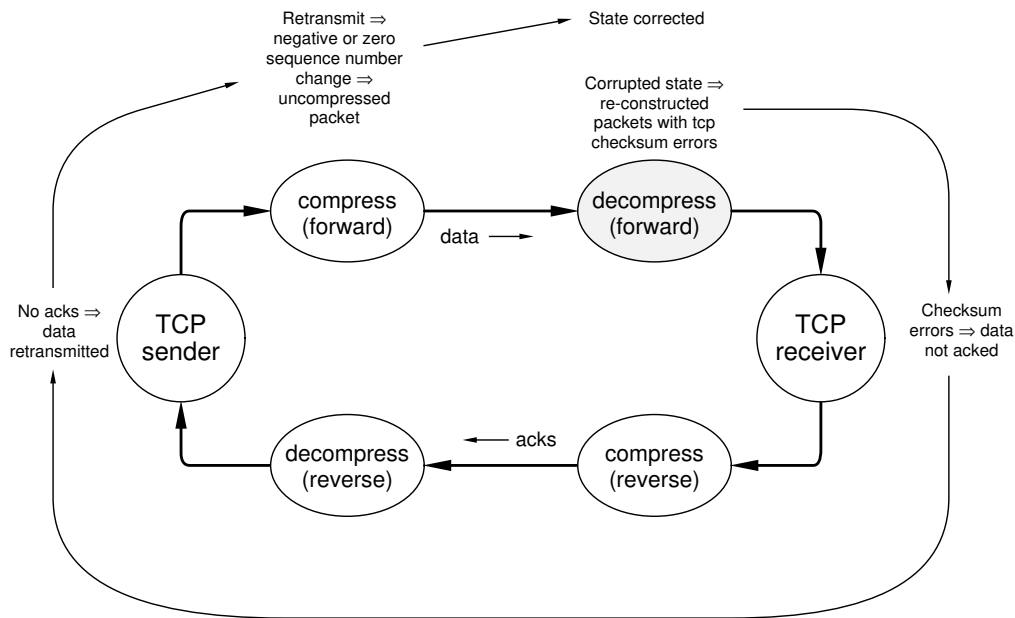 Retransmit ⇒
negative or zero
sequence number
change ⇒
uncompressed
packet
State corrected
Corrupted state ⇒
re-constructed
packets with tcp
checksum errors
compress
(forward)
data
decompress
(forward)
No acks ⇒
data
retransmitted
TCP
sender
TCP
receiver
Checksum
errors ⇒ data
not acked
decompress
(reverse)
acks
compress
(reverse)